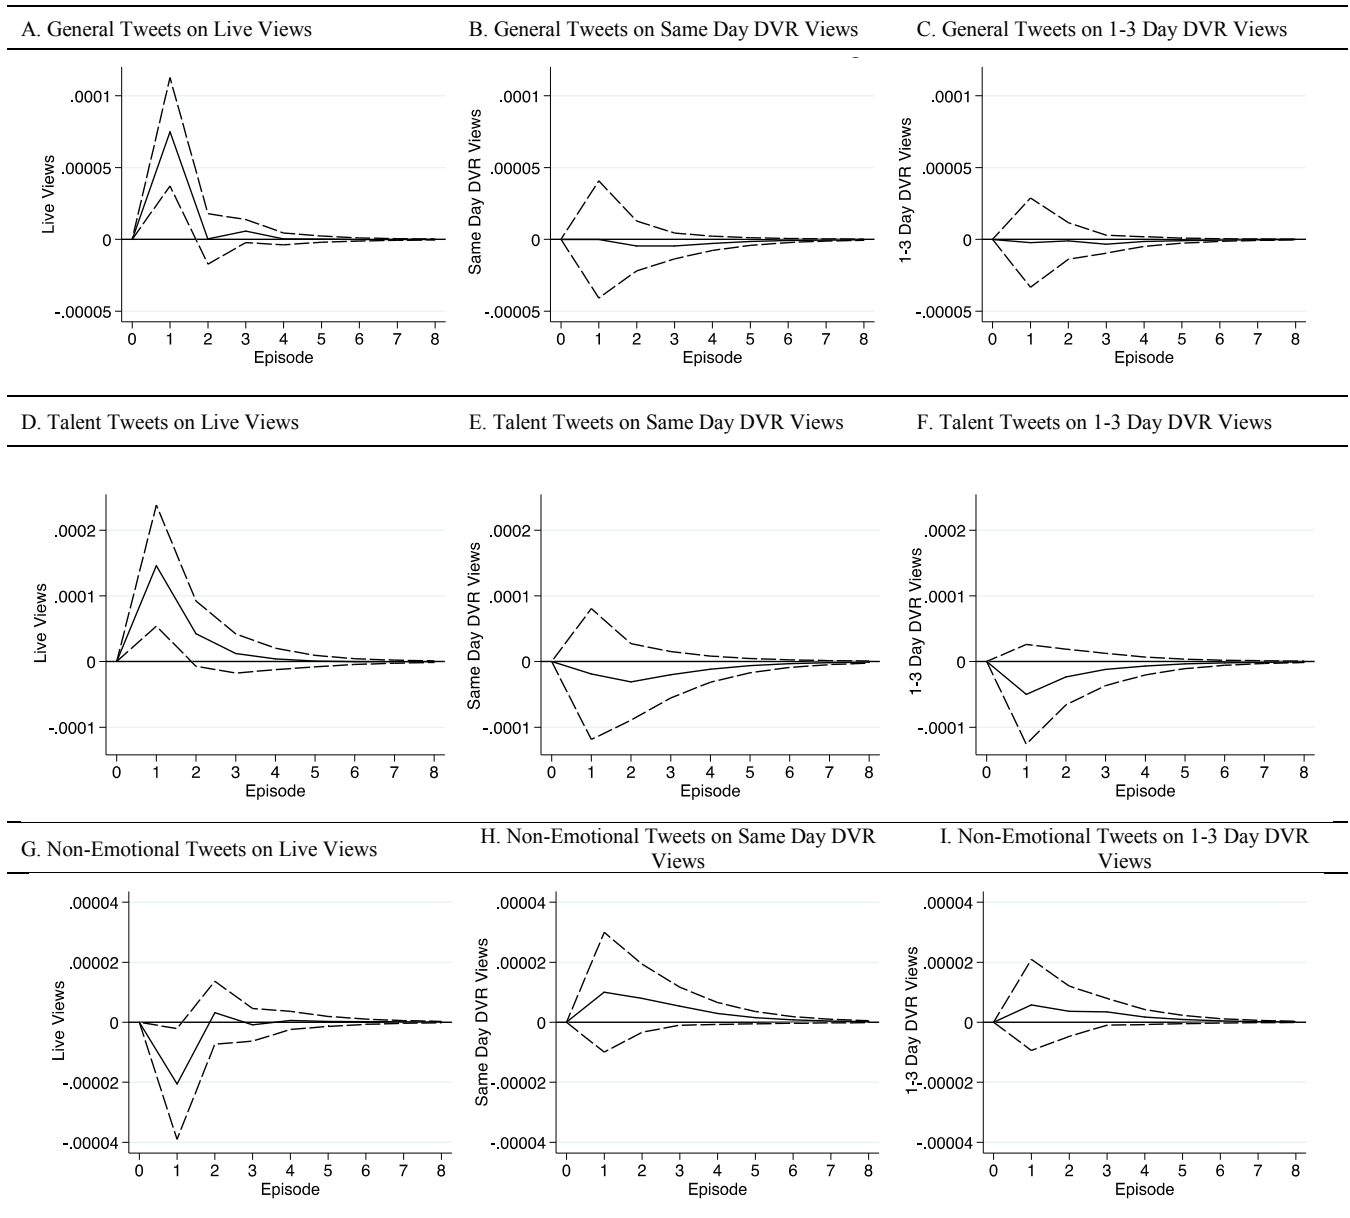 A. General Tweets on Live Views
B. General Tweets on Same Day DVR Views
C. General Tweets on 1-3 Day DVR Views
Live Views
.0001
.00005
0
-.00005
0 1 2 3 4 5 6 7 8
Episode
Same Day DVR Views
.0001
.00005
0
-.00005
0 1 2 3 4 5 6 7 8
Episode
1-3 Day DVR Views
.0001
.00005
0
-.00005
0 1 2 3 4 5 6 7 8
Episode
D. Talent Tweets on Live Views
E. Talent Tweets on Same Day DVR Views
F. Talent Tweets on 1-3 Day DVR Views
Live Views
.0002
.0001
0
-.0001
0 1 2 3 4 5 6 7 8
Episode
Same Day DVR Views
.0002
.0001
0
-.0001
0 1 2 3 4 5 6 7 8
Episode
1-3 Day DVR Views
.0002
.0001
0
-.0001
0 1 2 3 4 5 6 7 8
Episode
G. Non-Emotional Tweets on Live Views
H. Non-Emotional Tweets on Same Day DVR
Views
I. Non-Emotional Tweets on 1-3 Day DVR
Views
Live Views
.00004
.00002
0
-.00002
-.00004
0 1 2 3 4 5 6 7 8
Episode
Same Day DVR Views
.00004
.00002
0
-.00002
-.00004
0 1 2 3 4 5 6 7 8
Episode
1-3 Day DVR Views
.00004
.00002
0
-.00002
-.00004
0 1 2 3 4 5 6 7 8
Episode